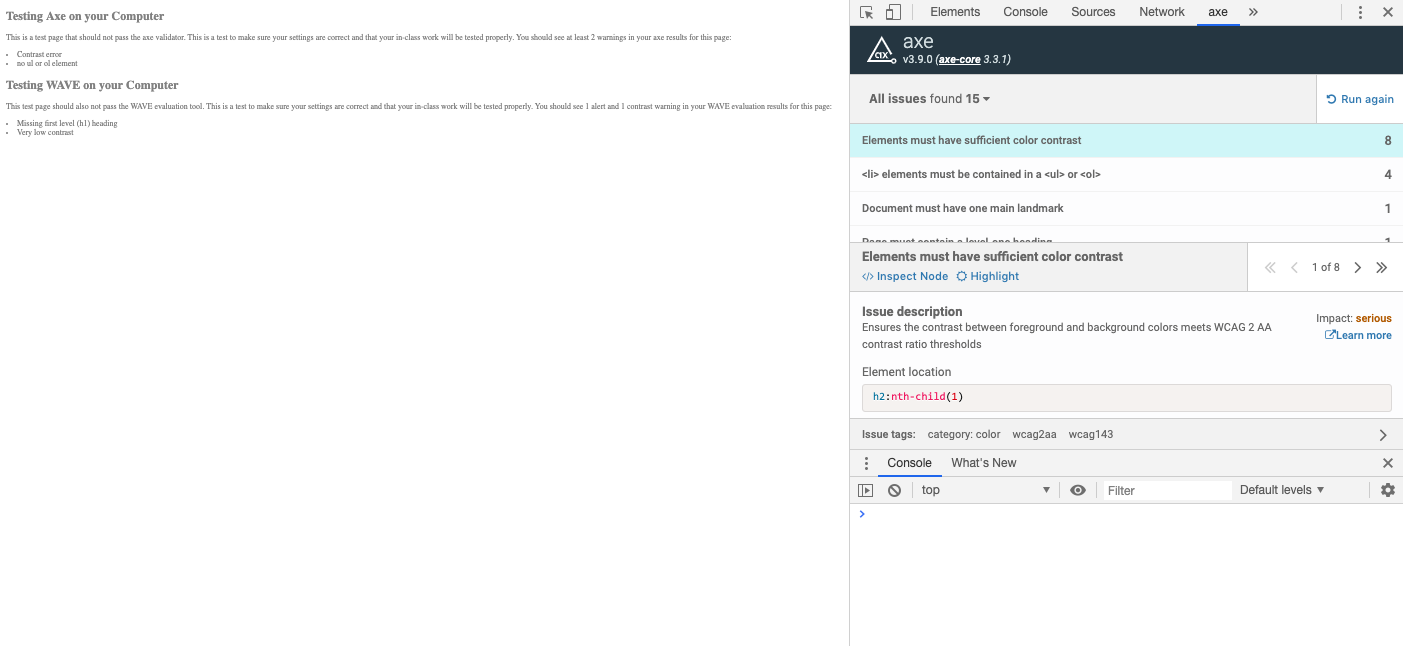 Testing Axe on your Computer
This is a test page that should not pass the axe validator. This is a test to make sure your settings are correct and that your in-class work will be tested properly. You should see at least 2 warnings in your axe results for this page:
• Contrast error
• no ul or ol element
Testing WAVE on your Computer
This test page should also not pass the WAVE evaluation tool. This is a test to make sure your settings are correct and that your in-class work will be tested properly. You should see 1 alert and 1 contrast warning in your WAVE evaluation results for this page:
• Missing first level (h1) heading
• Very low contrast
Elements Console Sources Network axe »
axe
v3.9.0 (axe-core 3.3.1)
All issues found 15
Run again
Elements must have sufficient color contrast 8
<li> elements must be contained in a <ul> or <ol> 4
Document must have one main landmark 1
Page must contain a level-one heading 1
Elements must have sufficient color contrast
</> Inspect Node Highlight
1 of 8
Issue description
Ensures the contrast between foreground and background colors meets WCAG 2 AA
contrast ratio thresholds
Impact: serious
Learn more
Element location
h2:nth-child(1)
Issue tags: category: color wcag2aa wcag143
Console What's New
top
Filter
Default levels